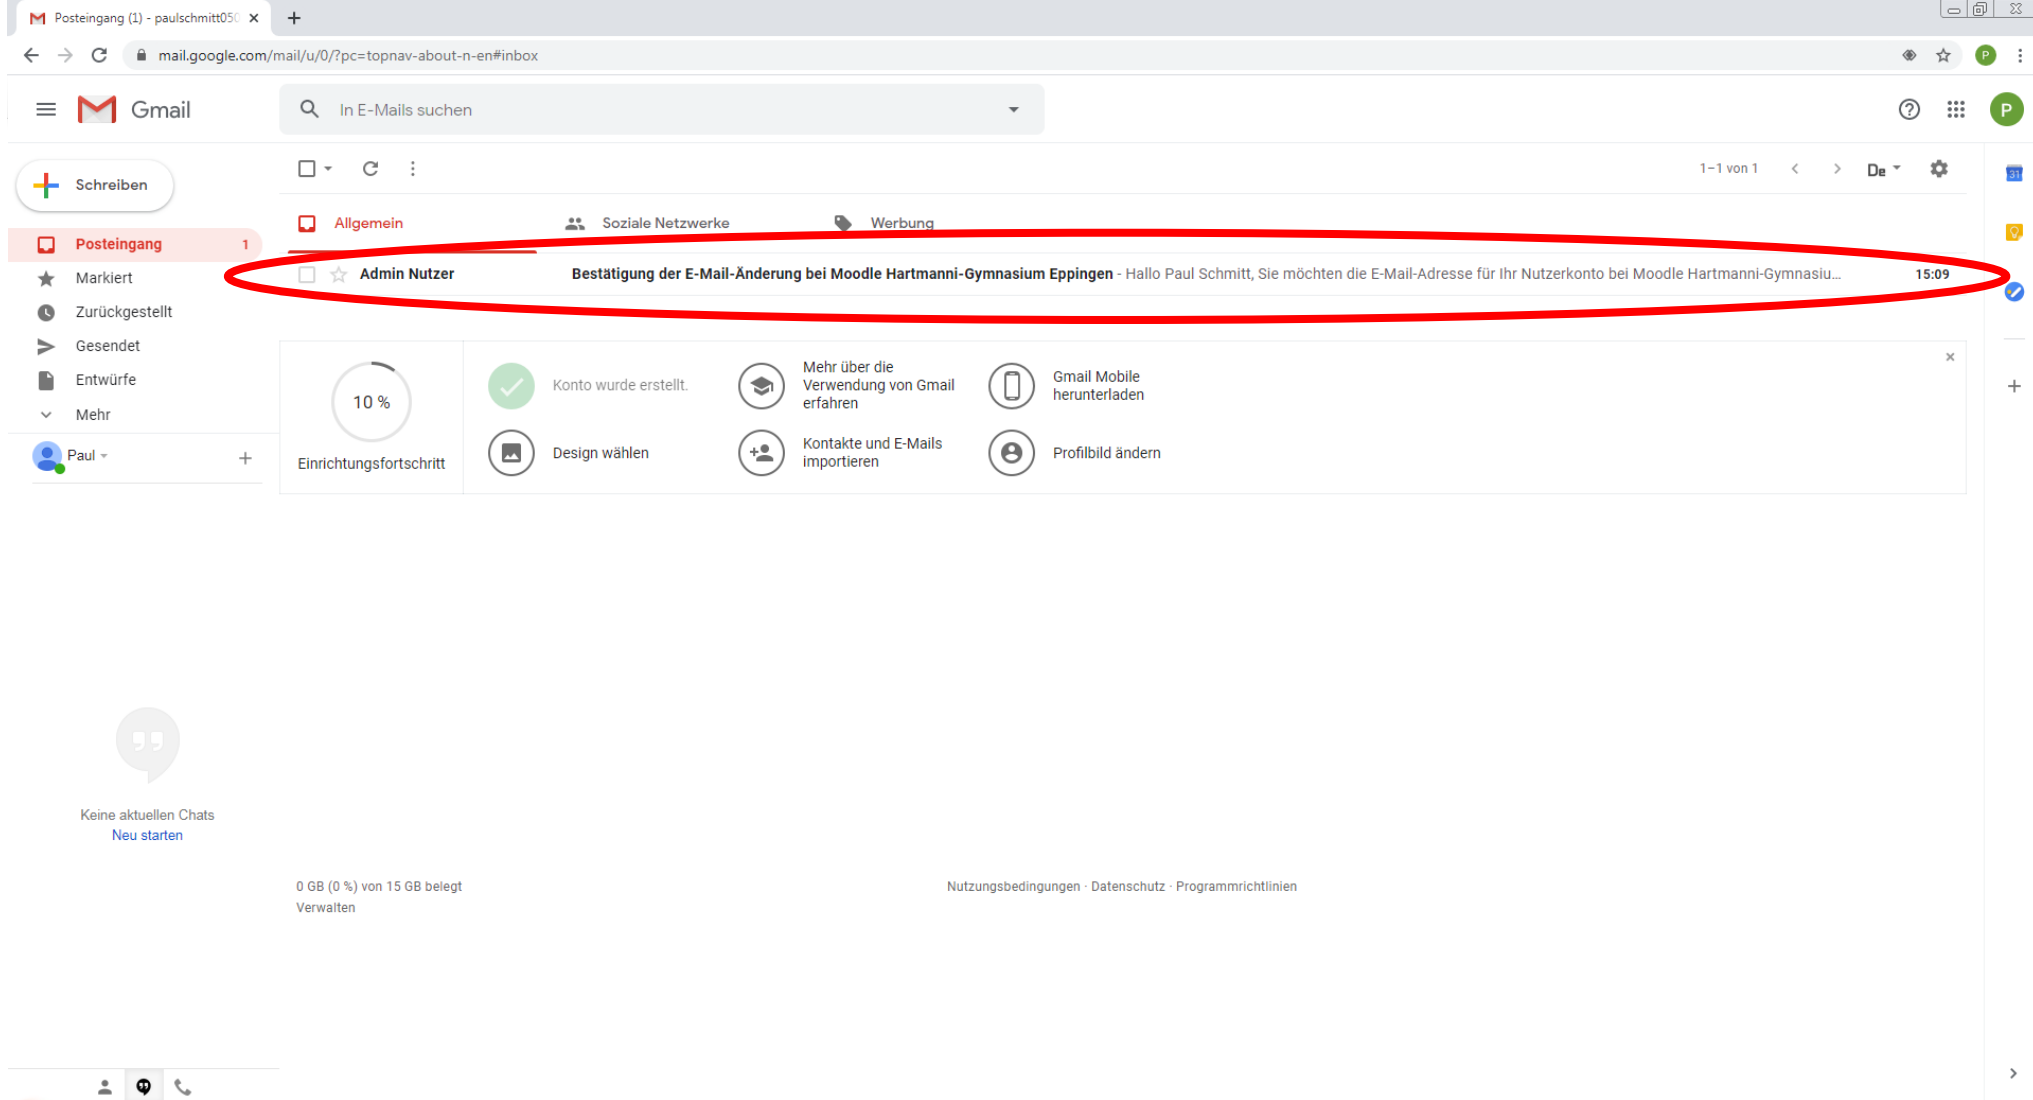 Posteingang (1) - paulschmitt050
mail.google.com/mail/u/0/?pc=topnav-about-n-en#inbox
P
Gmail
In E-Mails suchen
P
Schreiben
1–1 von 1
De
31
Allgemein
Soziale Netzwerke
Werbung
Posteingang 1
Admin Nutzer
Bestätigung der E-Mail-Änderung bei Moodle Hartmanni-Gymnasium Eppingen - Hallo Paul Schmitt, Sie möchten die E-Mail-Adresse für Ihr Nutzerkonto bei Moodle Hartmanni-Gymnasiu...
15:09
Markiert
Zurückgestellt
Gesendet
Entwürfe
Mehr
Paul
10 %
Einrichtungsfortschritt
Konto wurde erstellt.
Mehr über die
Verwendung von Gmail
erfahren
Gmail Mobile
herunterladen
Design wählen
Kontakte und E-Mails
importieren
Profilbild ändern
Keine aktuellen Chats
Neu starten
0 GB (0 %) von 15 GB belegt
Verwalten
Nutzungsbedingungen · Datenschutz · Programmrichtlinien